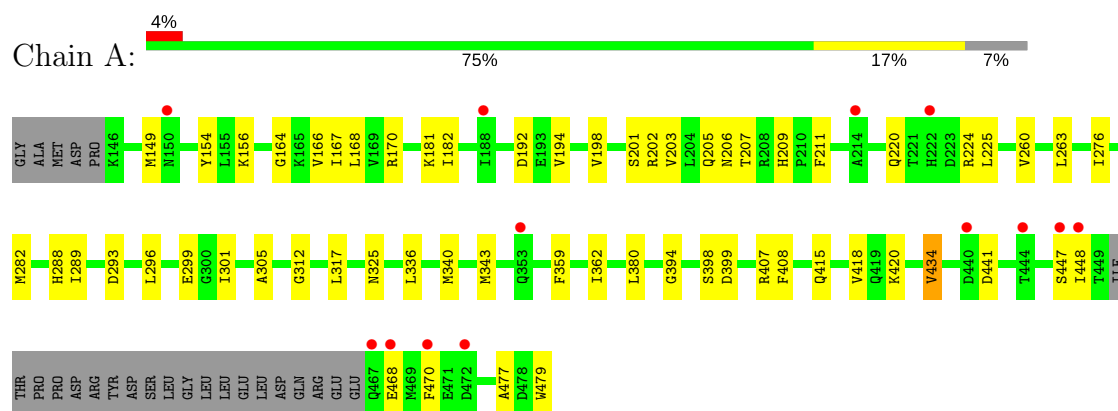 4%
Chain A:
75% 17% 7%
GLY ALA MET ASP PRO K146 M149 N150 Y154 L155 K156 G164 K165 V166 I167 L168 V169 R170 K181 I182 I188 D192 E193 V194 V198 S201 R202 V203 L204 Q205 N206 T207 R208 H209 P210 F211 A214 Q220 T221 H222 D223 R224 L225 V260 L263 I276
M282 H288 I289 D293 L296 E299 G300 I301 A305 G312 L317 N325 L336 M340 M343 Q353 F359 I362 L380 G394 S398 D399 R407 F408 Q415 V418 Q419 K420 V434 D440 D441 T444 S447 I448 T449 ILE
THR PRO PRO ASP ARG TYR ASP SER LEU GLY LEU LEU GLU LEU ASP GLN ARG GLU GLU Q467 E468 M469 F470 E471 D472 A477 D478 W479